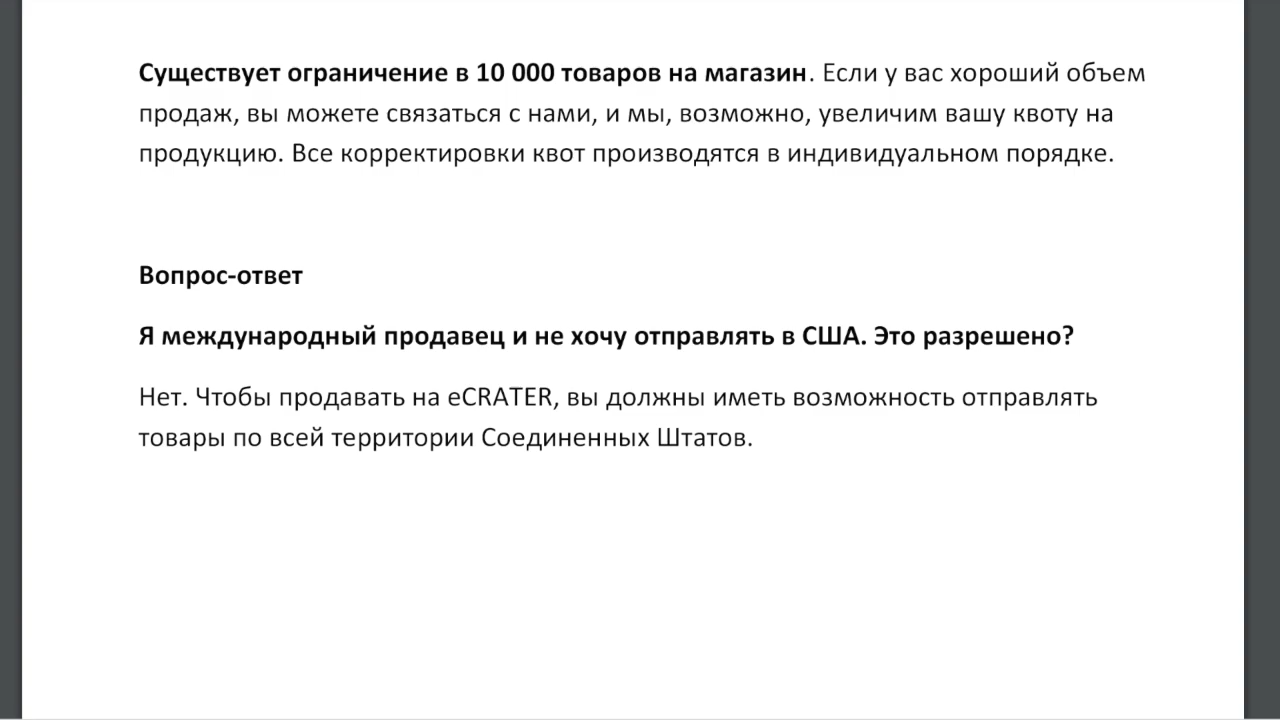 Существует ограничение в 10 000 товаров на магазин. Если у вас хороший объем
продаж, вы можете связаться с нами, и мы, возможно, увеличим вашу квоту на
продукцию. Все корректировки квот производятся в индивидуальном порядке.
Вопрос-ответ
Я международный продавец и не хочу отправлять в США. Это разрешено?
Нет. Чтобы продавать на eCRATER, вы должны иметь возможность отправлять
товары по всей территории Соединенных Штатов.